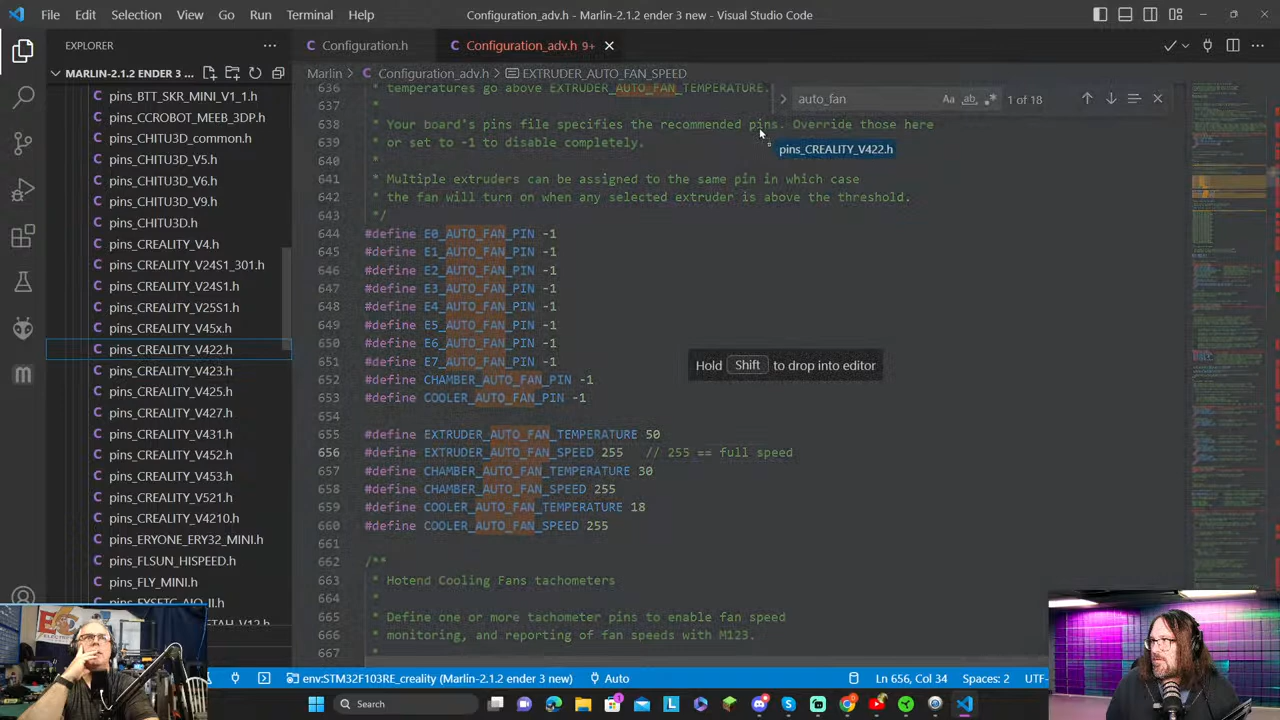 File Edit Selection View Go Run Terminal Help
Configuration_adv.h - Marlin-2.1.2 ender 3 new - Visual Studio Code
EXPLORER
MARLIN-2.1.2 ENDER 3 ...
pins_BTT_SKR_MINI_V1_1.h
pins_CCROBOT_MEEB_3DP.h
pins_CHITU3D_common.h
pins_CHITU3D_V5.h
pins_CHITU3D_V6.h
pins_CHITU3D_V9.h
pins_CHITU3D.h
pins_CREALITY_V4.h
pins_CREALITY_V24S1_301.h
pins_CREALITY_V24S1.h
pins_CREALITY_V25S1.h
pins_CREALITY_V45x.h
pins_CREALITY_V422.h
pins_CREALITY_V423.h
pins_CREALITY_V425.h
pins_CREALITY_V427.h
pins_CREALITY_V431.h
pins_CREALITY_V452.h
pins_CREALITY_V453.h
pins_CREALITY_V521.h
pins_CREALITY_V4210.h
pins_ERYONE_ERY32_MINI.h
pins_FLSUN_HISPEED.h
pins_FLY_MINI.h
Configuration.h
Configuration_adv.h 9+
Marlin > Configuration_adv.h > EXTRUDER_AUTO_FAN_SPEED
auto_fan
1 of 18
636 * temperatures go above EXTRUDER_AUTO_FAN_TEMPERATURE.
637 *
638 * Your board's pins file specifies the recommended pins. Override those here
639 * or set to -1 to disable completely.
640 *
641 * Multiple extruders can be assigned to the same pin in which case
642 * the fan will turn on when any selected extruder is above the threshold.
643 */
644 #define E0_AUTO_FAN_PIN -1
645 #define E1_AUTO_FAN_PIN -1
646 #define E2_AUTO_FAN_PIN -1
647 #define E3_AUTO_FAN_PIN -1
648 #define E4_AUTO_FAN_PIN -1
649 #define E5_AUTO_FAN_PIN -1
650 #define E6_AUTO_FAN_PIN -1
651 #define E7_AUTO_FAN_PIN -1
652 #define CHAMBER_AUTO_FAN_PIN -1
653 #define COOLER_AUTO_FAN_PIN -1
654
655 #define EXTRUDER_AUTO_FAN_TEMPERATURE 50
656 #define EXTRUDER_AUTO_FAN_SPEED 255 // 255 == full speed
657 #define CHAMBER_AUTO_FAN_TEMPERATURE 30
658 #define CHAMBER_AUTO_FAN_SPEED 255
659 #define COOLER_AUTO_FAN_TEMPERATURE 18
660 #define COOLER_AUTO_FAN_SPEED 255
661
662 /**
663 * Hotend Cooling Fans tachometers
664 *
665 * Define one or more tachometer pins to enable fan speed
666 * monitoring, and reporting of fan speeds with M123.
667
pins_CREALITY_V422.h
Hold Shift to drop into editor
env:STM32F103RE_creality (Marlin-2.1.2 ender 3 new)
Auto
Ln 656, Col 34
Spaces: 2
UTF-
Search